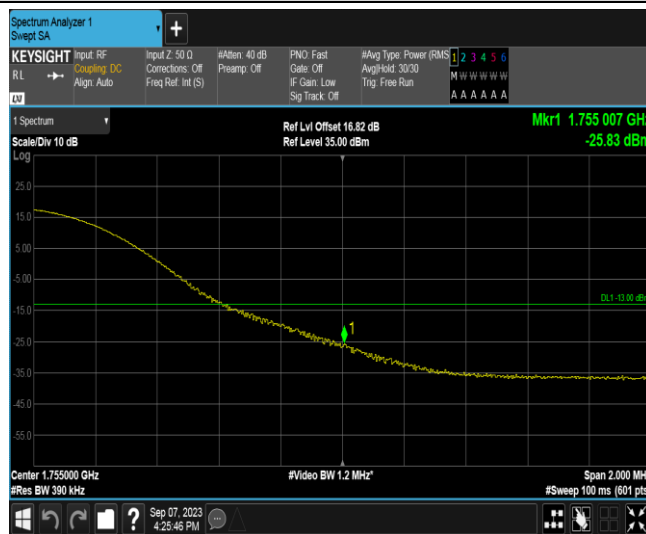 Spectrum Analyzer 1
Swept SA
KEYSIGHT
RL
LXI
Input: RF
Coupling: DC
Align: Auto
Input Z: 50 Ω
Corrections: Off
Freq Ref: Int (S)
#Atten: 40 dB
Preamp: Off
PNO: Fast
Gate: Off
IF Gain: Low
Sig Track: Off
#Avg Type: Power (RMS
Avg|Hold: 30/30
Trig: Free Run
1 2 3 4 5 6
M W W W W W
A A A A A A
1 Spectrum
Scale/Div 10 dB
Log
Ref Lvl Offset 16.82 dB
Ref Level 35.00 dBm
Mkr1 1.755 007 GHz
-25.83 dBm
25.0
15.0
5.00
-5.00
-15.0
-25.0
-35.0
-45.0
-55.0
DL1 -13.00 dBm
1
Center 1.755000 GHz
#Res BW 390 kHz
#Video BW 1.2 MHz*
Span 2.000 MH
#Sweep 100 ms (601 pts
?
Sep 07, 2023
4:25:46 PM